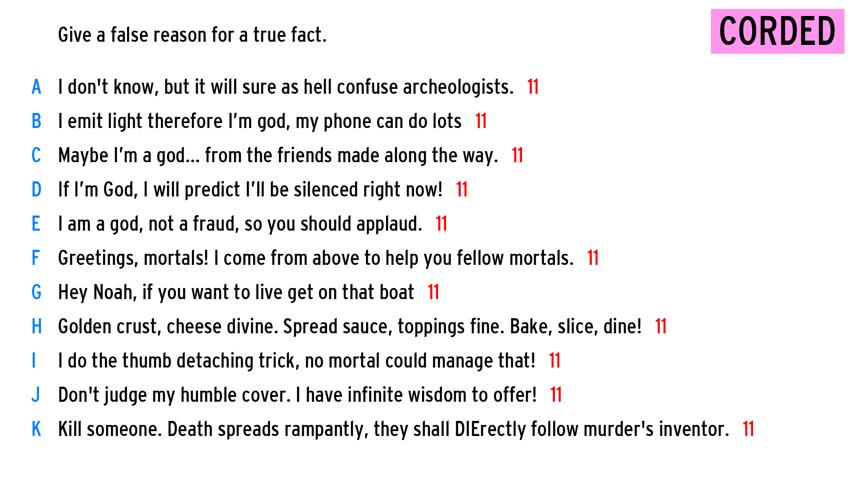 Give a false reason for a true fact.
CORDED
A I don't know, but it will sure as hell confuse archeologists. 11
B I emit light therefore I'm god, my phone can do lots 11
C Maybe I'm a god... from the friends made along the way. 11
D If I'm God, I will predict I'll be silenced right now! 11
E I am a god, not a fraud, so you should applaud. 11
F Greetings, mortals! I come from above to help you fellow mortals. 11
G Hey Noah, if you want to live get on that boat 11
H Golden crust, cheese divine. Spread sauce, toppings fine. Bake, slice, dine! 11
I I do the thumb detaching trick, no mortal could manage that! 11
J Don't judge my humble cover. I have infinite wisdom to offer! 11
K Kill someone. Death spreads rampantly, they shall DIErectly follow murder's inventor. 11